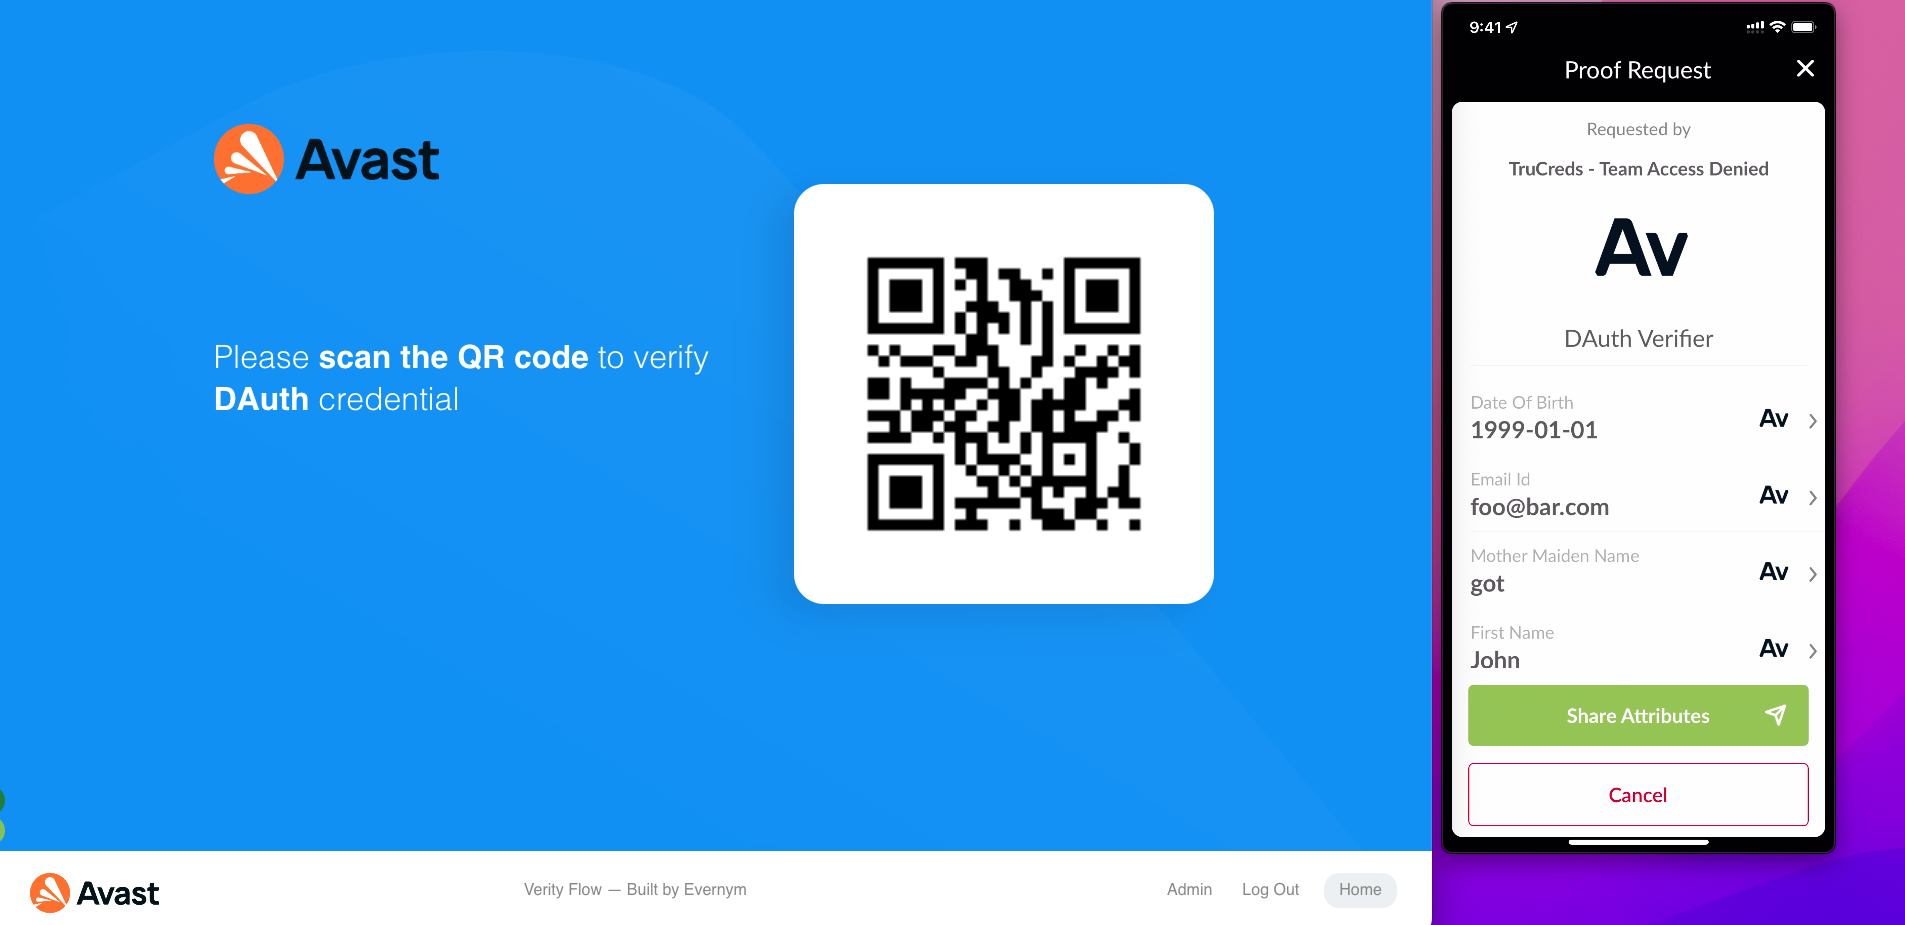 Avast
Please scan the QR code to verify
DAuth credential
Avast
Verity Flow — Built by Evernym
Admin
Log Out
Home
9:41
Proof Request
Requested by
TruCreds - Team Access Denied
Av
DAuth Verifier
Date Of Birth
1999-01-01
Av
Email Id
foo@bar.com
Av
Mother Maiden Name
got
Av
First Name
John
Av
Share Attributes
Cancel